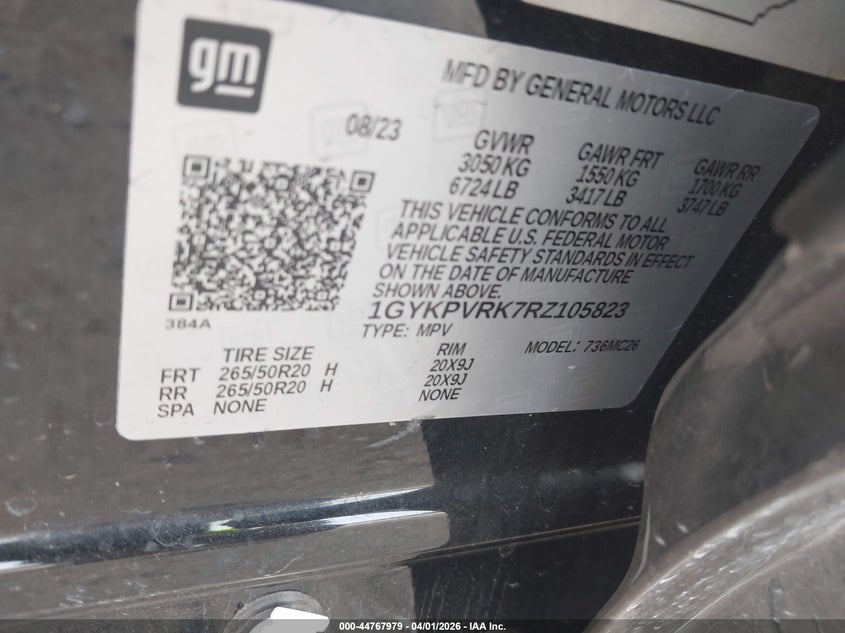 gm
MFD BY GENERAL MOTORS LLC
08/23
GVWR GAWR FRT GAWR RR
3050 KG 1550 KG 1700 KG
6724 LB 3417 LB 3747 LB
THIS VEHICLE CONFORMS TO ALL
APPLICABLE U.S. FEDERAL MOTOR
VEHICLE SAFETY STANDARDS IN EFFECT
ON THE DATE OF MANUFACTURE
SHOWN ABOVE.
1GYKPVRK7RZ105823
384A
TYPE: MPV MODEL: 736MC26
TIRE SIZE RIM
FRT 265/50R20 H 20X9J
RR 265/50R20 H 20X9J
SPA NONE NONE
000-44767979 - 04/01/2026 - IAA Inc.